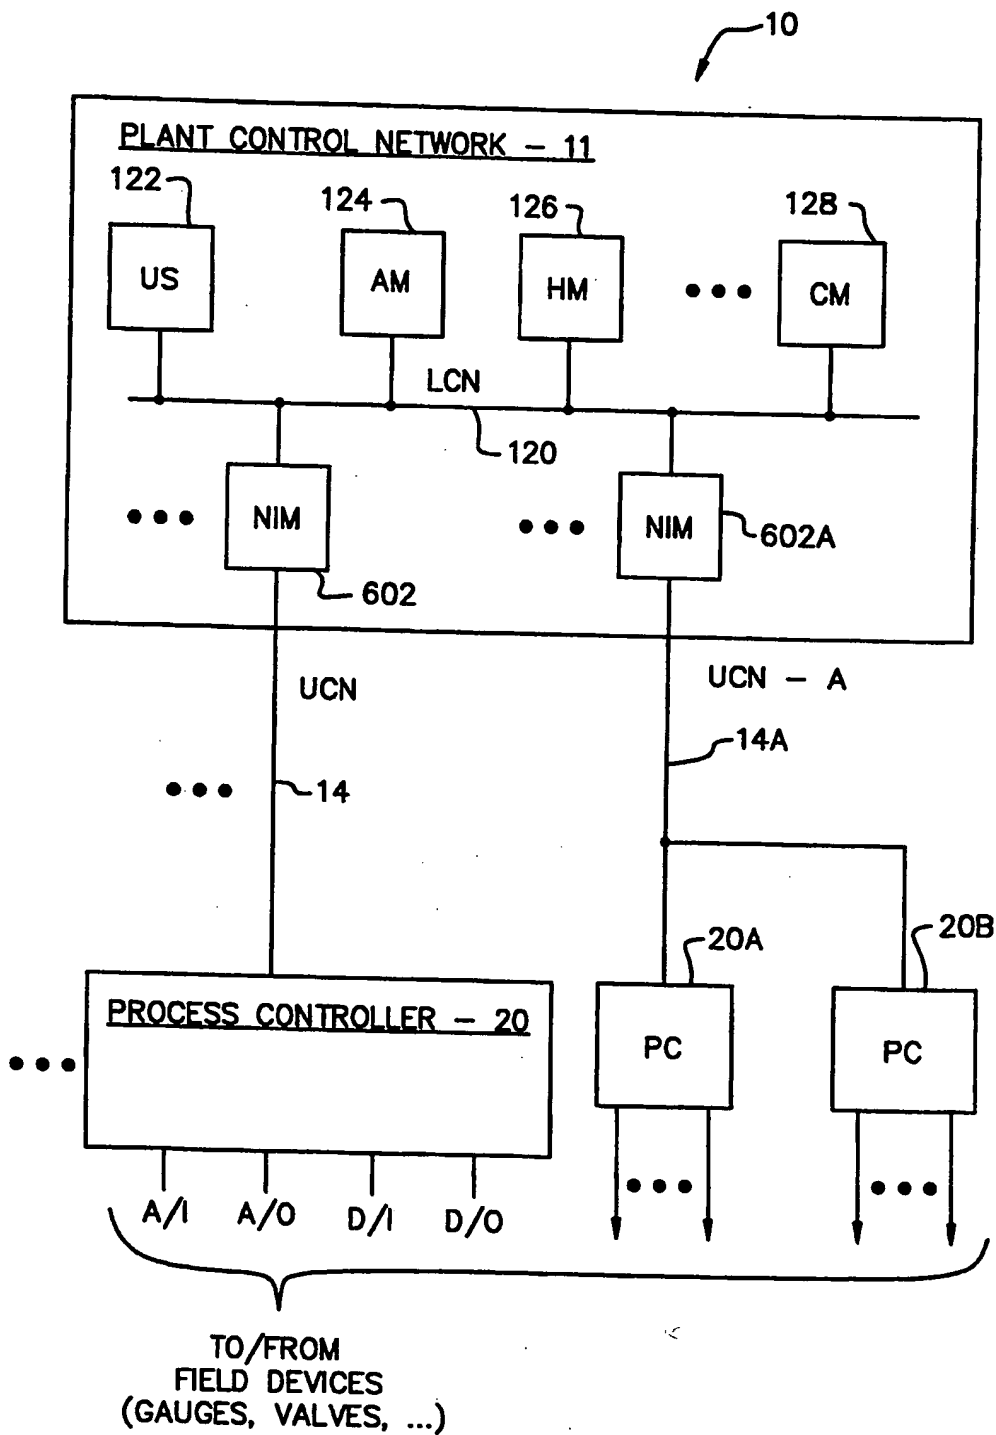 10
PLANT CONTROL NETWORK - 11
122
124
126
128
US
AM
HM
CM
LCN
120
NIM
NIM
602
602A
UCN
UCN - A
14
14A
20A
20B
PROCESS CONTROLLER - 20
PC
PC
A/I
A/O
D/I
D/O
TO/FROM
FIELD DEVICES
(GAUGES, VALVES, ...)